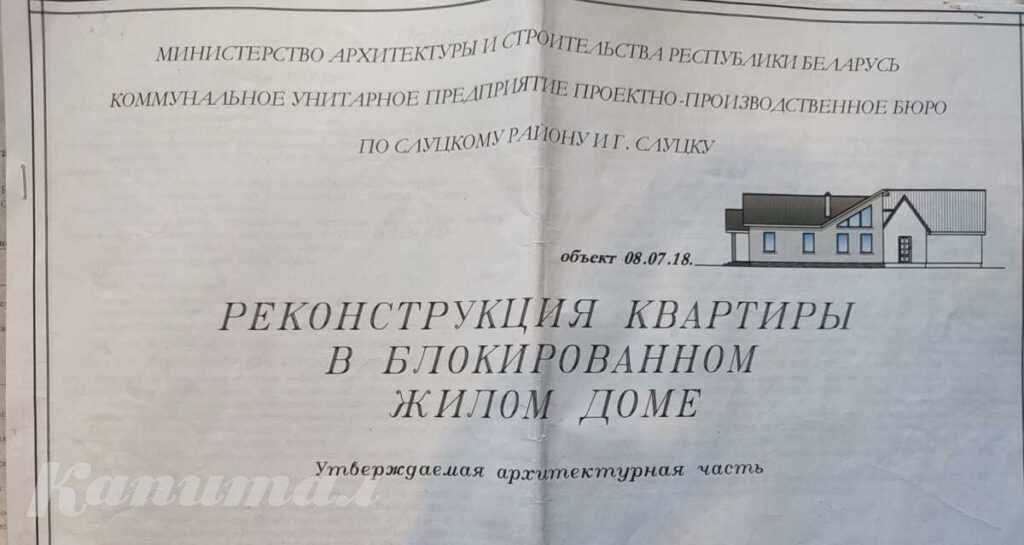 МИНИСТЕРСТВО АРХИТЕКТУРЫ И СТРОИТЕЛЬСТВА РЕСПУБЛИКИ БЕЛАРУСЬ
КОММУНАЛЬНОЕ УНИТАРНОЕ ПРЕДПРИЯТИЕ ПРОЕКТНО-ПРОИЗВОДСТВЕННОЕ БЮРО
ПО СЛУЦКОМУ РАЙОНУ И Г. СЛУЦКУ
объект 08.07.18.
РЕКОНСТРУКЦИЯ КВАРТИРЫ
В БЛОКИРОВАННОМ
ЖИЛОМ ДОМЕ
Утверждаемая архитектурная часть
Капитал